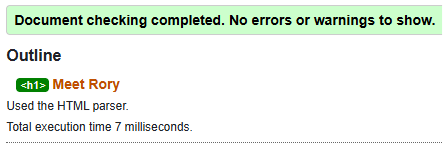 Document checking completed. No errors or warnings to show.
Outline
<h1> Meet Rory
Used the HTML parser.
Total execution time 7 milliseconds.